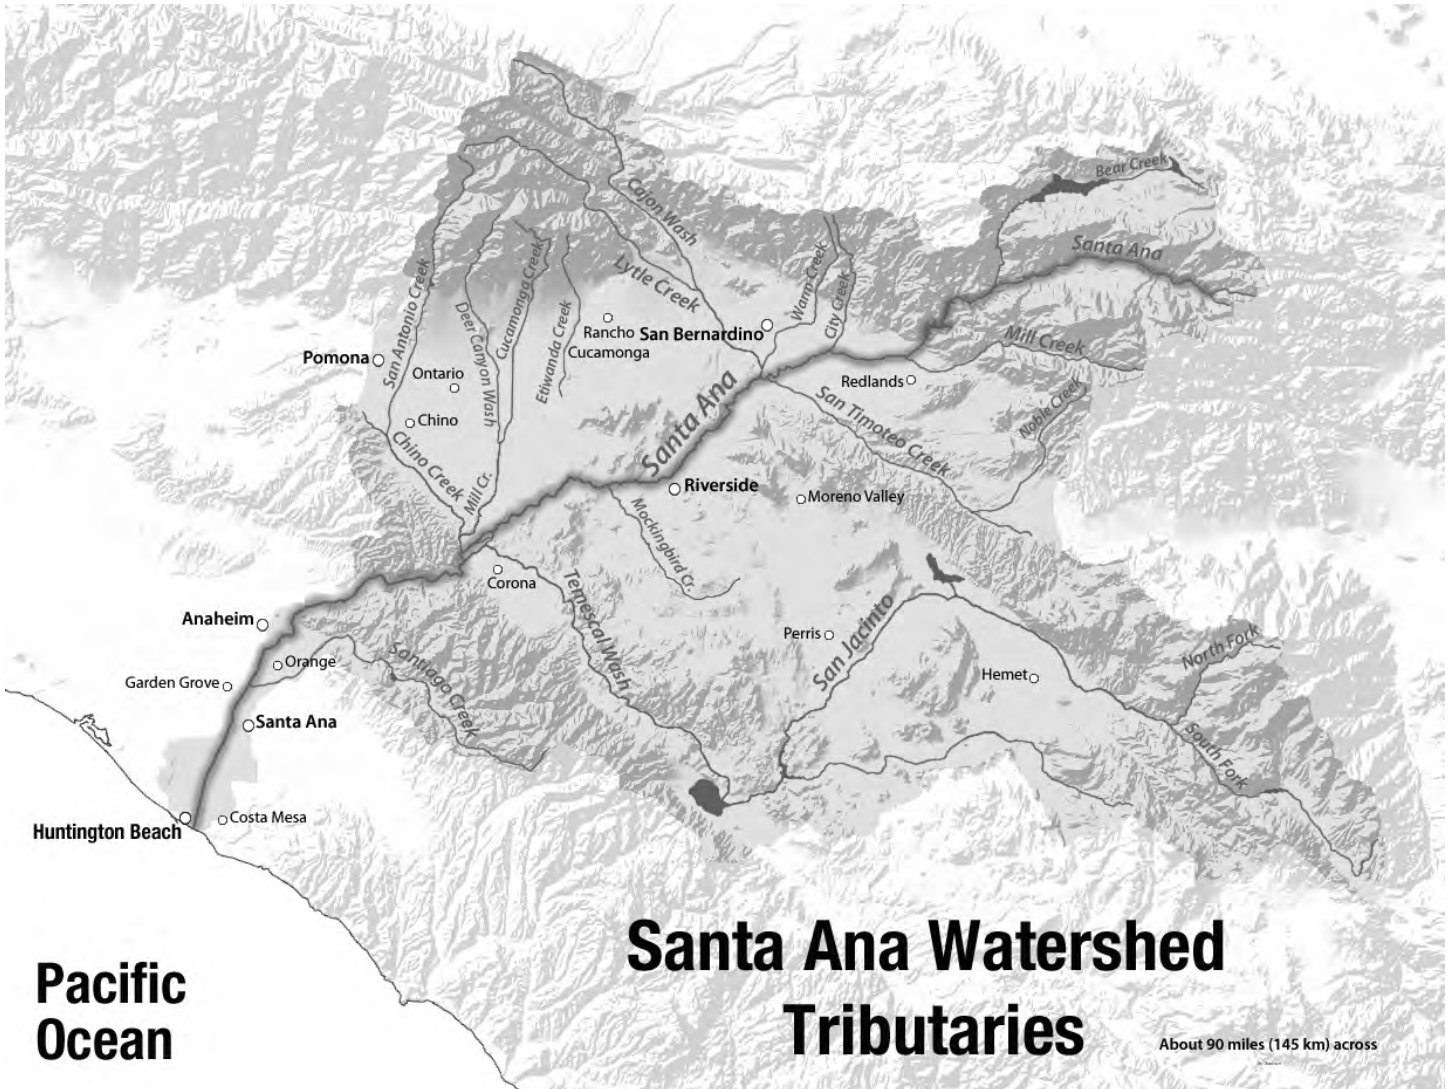 Bear Creek
Santa Ana
Cajon Wash
Lytle Creek
Warm Creek
City Creek
San Antonio Creek
Deer Canyon Wash
Cucamonga Creek
Etiwanda Creek
Rancho
Cucamonga
San Bernardino
Mill Creek
Pomona
Ontario
Redlands
Noble Creek
Chino
Santa Ana
San Timoteo Creek
Chino Creek
Mill Cr.
Riverside
Moreno Valley
Mockingbird Cr.
Corona
Temescal Wash
Anaheim
San Jacinto
Perris
North Fork
Orange
Santiago Creek
Garden Grove
Hemet
Santa Ana
South Fork
Costa Mesa
Huntington Beach
Santa Ana Watershed
Tributaries
Pacific
Ocean
About 90 miles (145 km) across